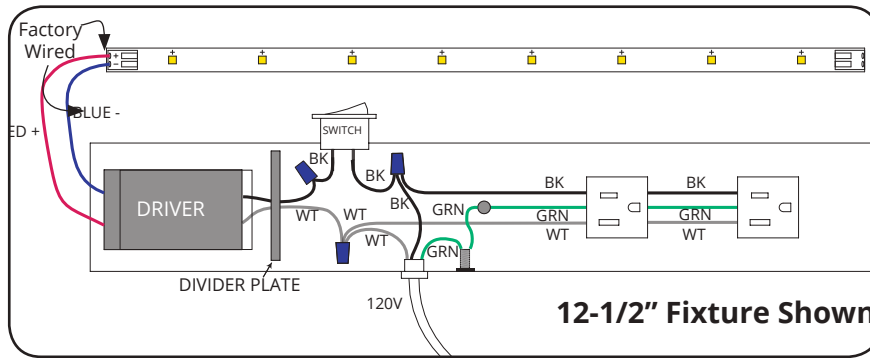 Factory
Wired
+
−
+ + + + + + + +
BLUE -
ED +
SWITCH
BK
BK
BK
BK
BK
DRIVER
WT
WT
WT
GRN
GRN
GRN
WT
GRN
WT
DIVIDER PLATE
120V
12-1/2” Fixture Shown